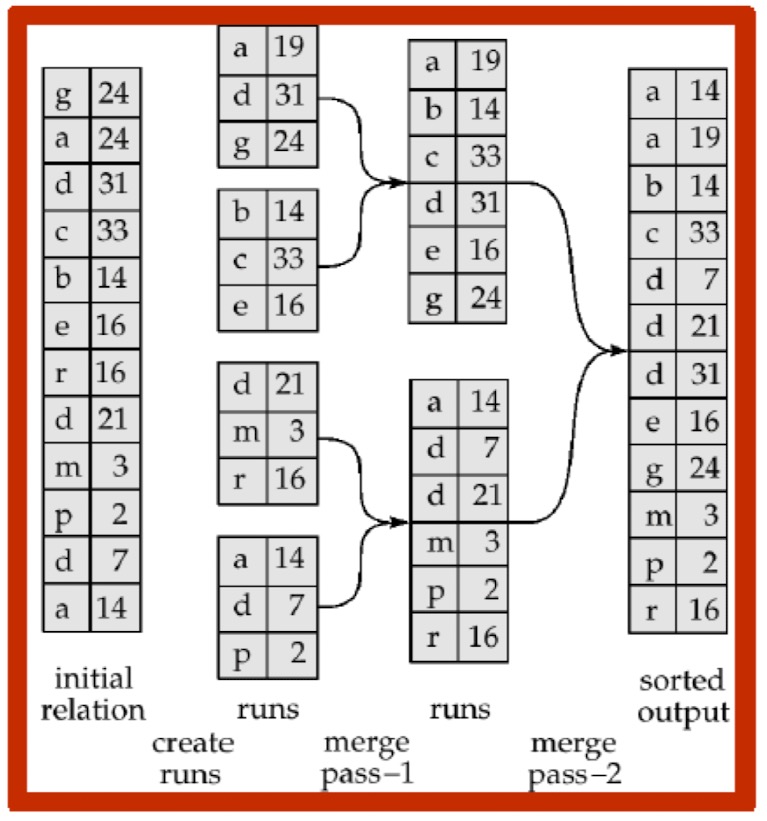 g 24
a 24
d 31
c 33
b 14
e 16
r 16
d 21
m 3
p 2
d 7
a 14
initial
relation
create
runs
a 19
d 31
g 24
b 14
c 33
e 16
d 21
m 3
r 16
a 14
d 7
p 2
runs
merge
pass–1
a 19
b 14
c 33
d 31
e 16
g 24
a 14
d 7
d 21
m 3
p 2
r 16
runs
merge
pass–2
a 14
a 19
b 14
c 33
d 7
d 21
d 31
e 16
g 24
m 3
p 2
r 16
sorted
output